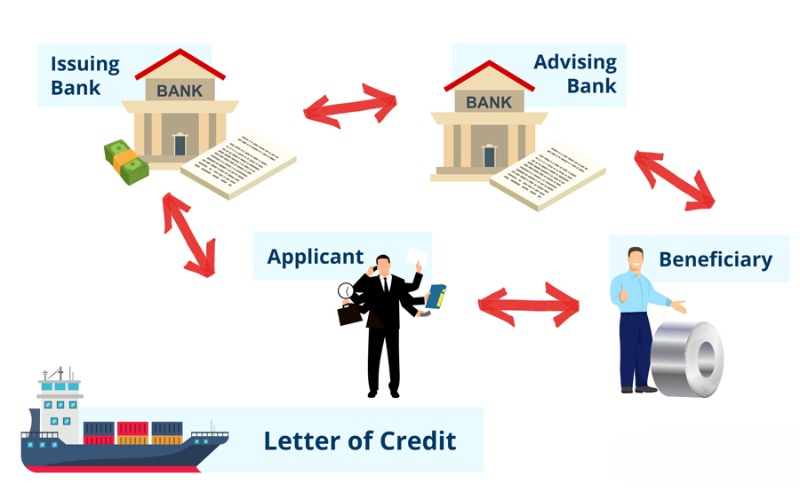 Issuing
Bank
BANK
Advising
Bank
BANK
Applicant
Beneficiary
Letter of Credit